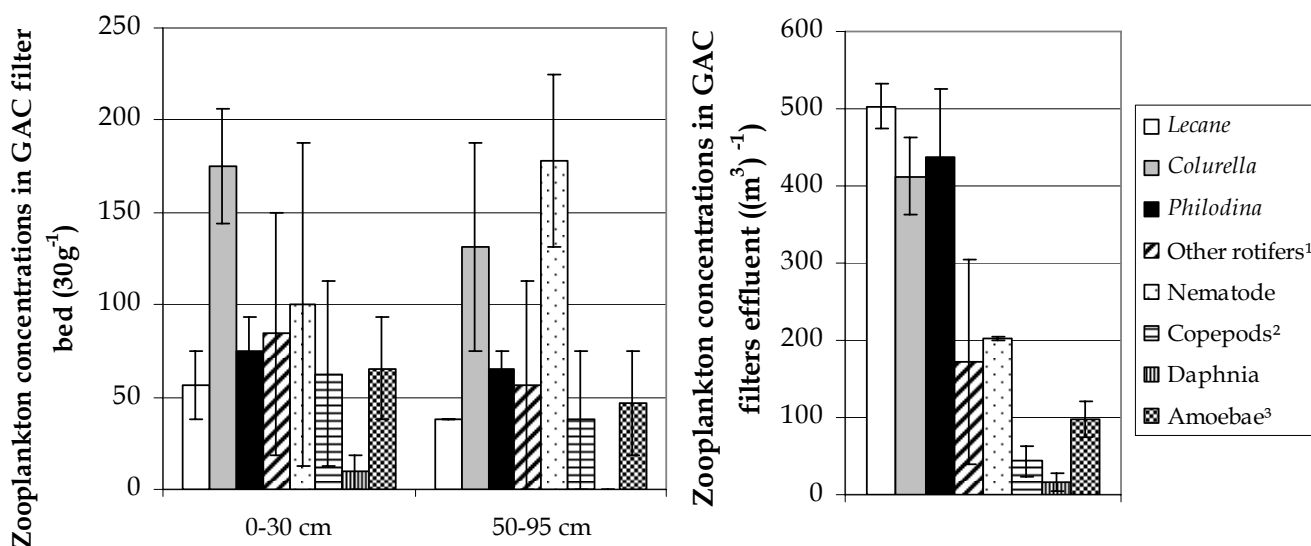 Zooplankton concentrations in GAC filter
bed (30g⁻¹)
250
200
150
100
50
0
0-30 cm
50-95 cm
Zooplankton concentrations in GAC
filters effluent ((m³) ⁻¹)
600
500
400
300
200
100
0
Lecane
Colurella
Philodina
Other rotifers¹
Nematode
Copepods²
Daphnia
Amoebae³